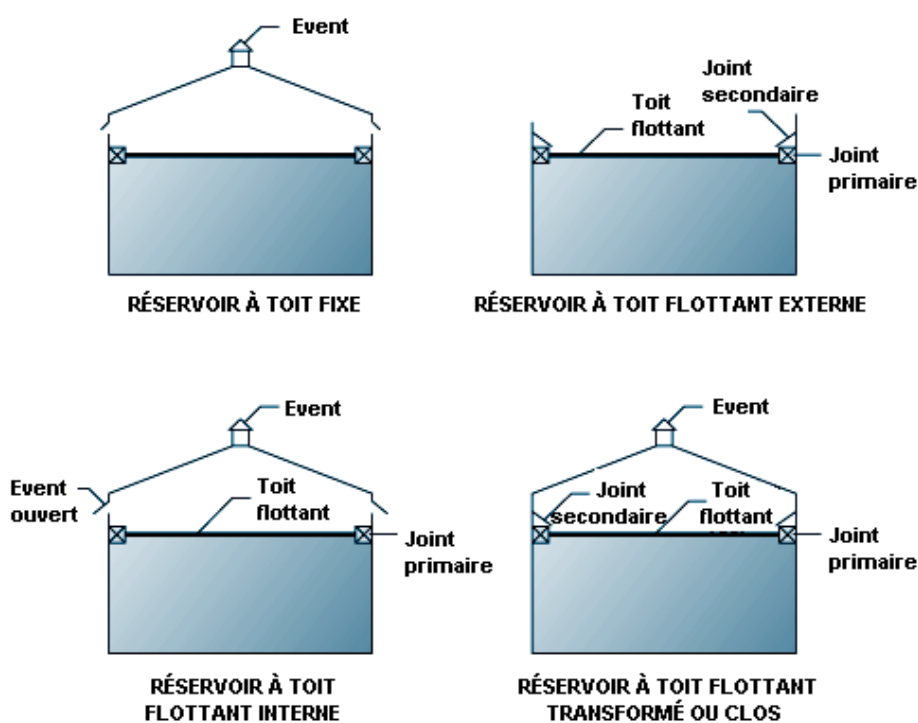 Event
RÉSERVOIR À TOIT FIXE
Joint
secondaire
Toit
flottant
Joint
primaire
RÉSERVOIR À TOIT FLOTTANT EXTERNE
Event
Event
ouvert
Toit
flottant
Joint
primaire
RÉSERVOIR À TOIT
FLOTTANT INTERNE
Event
Joint
secondaire
Toit
flottant
Joint
primaire
RÉSERVOIR À TOIT FLOTTANT
TRANSFORMÉ OU CLOS